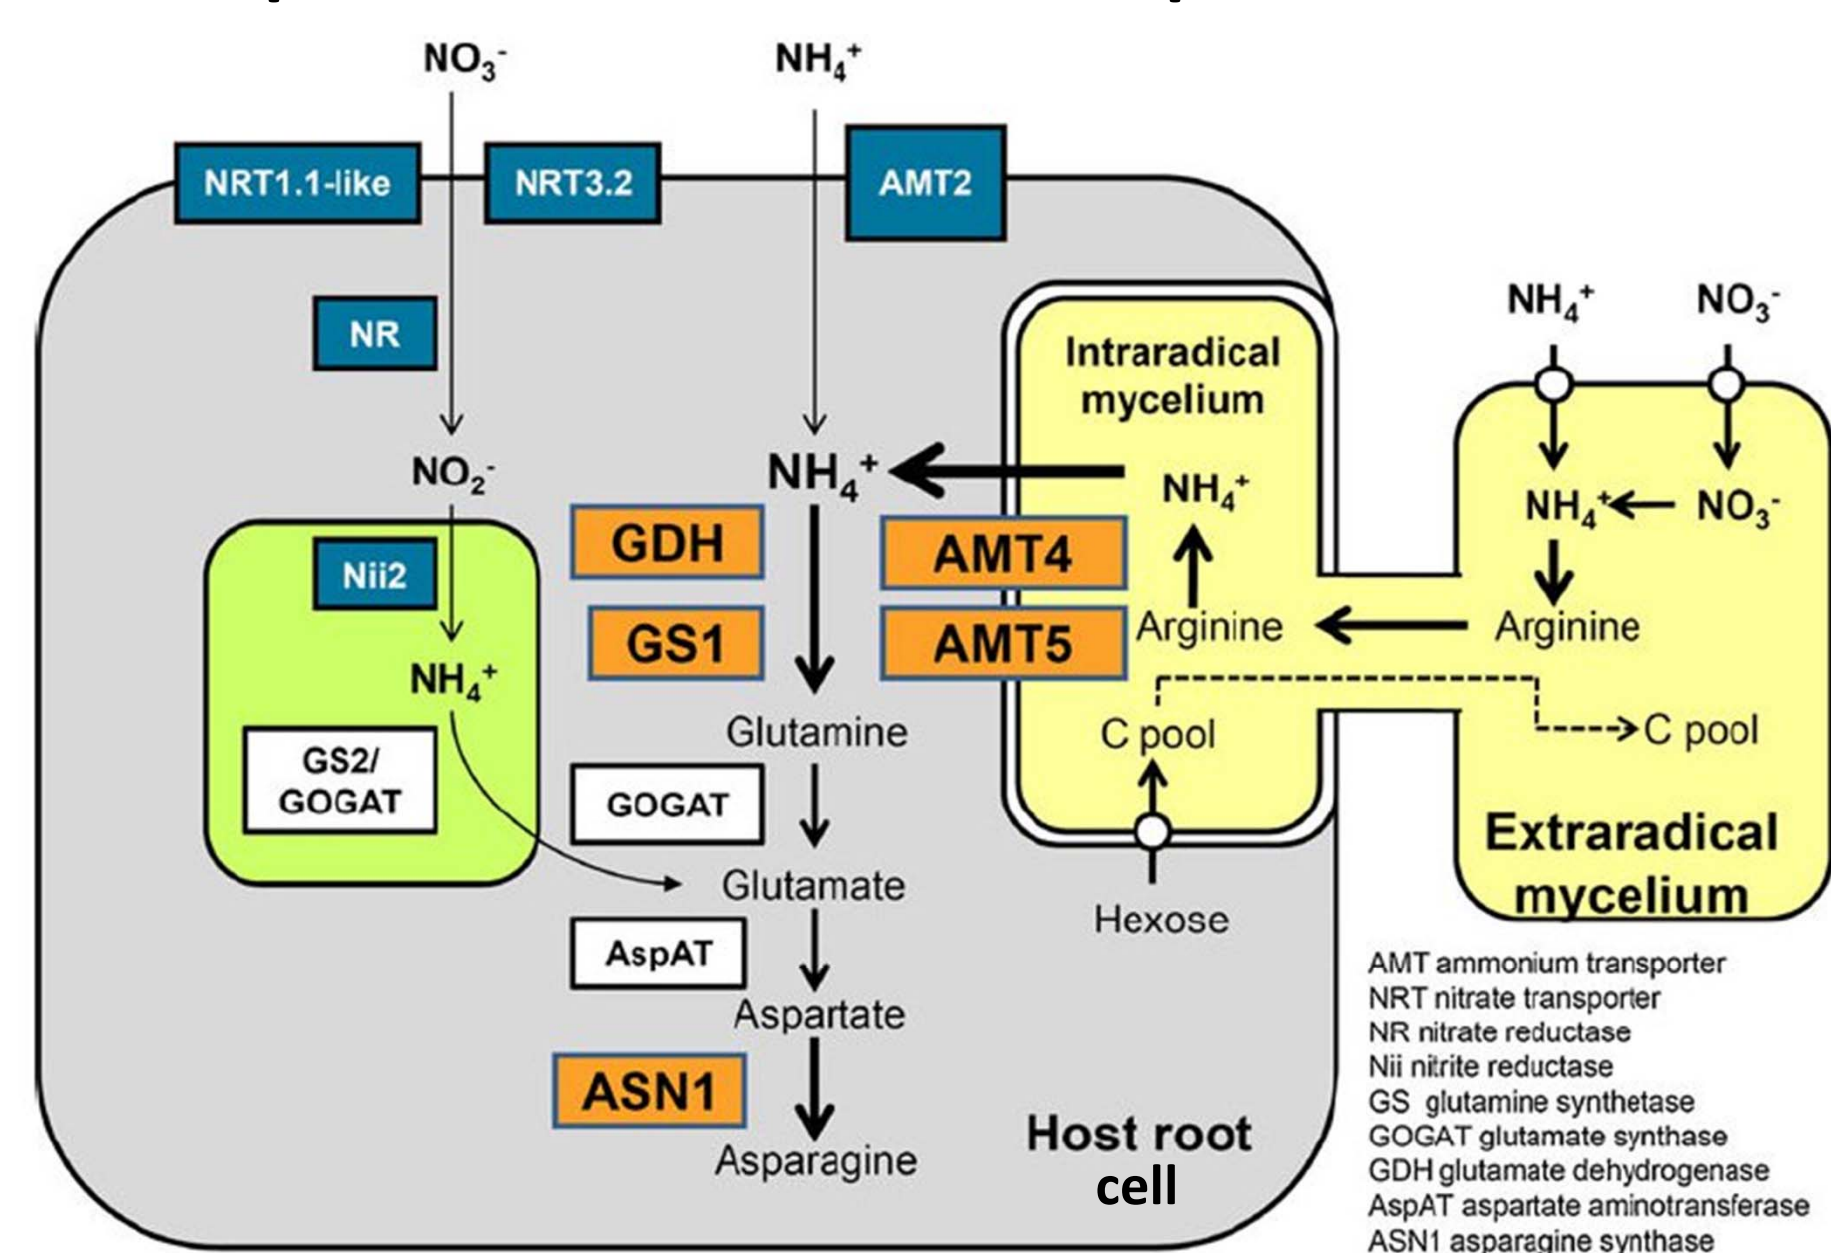 NO₃⁻
NH₄⁺
NRT1.1-like
NRT3.2
AMT2
NR
NH₄⁺
NO₃⁻
Intraradical
mycelium
NO₂⁻
NH₄⁺
NH₄⁺
NH₄⁺
NO₃⁻
GDH
AMT4
Nii2
GS1
AMT5
Arginine
Arginine
NH₄⁺
Glutamine
C pool
C pool
GS2/
GOGAT
GOGAT
Extraradical
mycelium
Glutamate
Hexose
AspAT
Aspartate
ASN1
Asparagine
Host root
cell
AMT ammonium transporter
NRT nitrate transporter
NR nitrate reductase
Nii nitrite reductase
GS glutamine synthetase
GOGAT glutamate synthase
GDH glutamate dehydrogenase
AspAT aspartate aminotransferase
ASN1 asparagine synthase